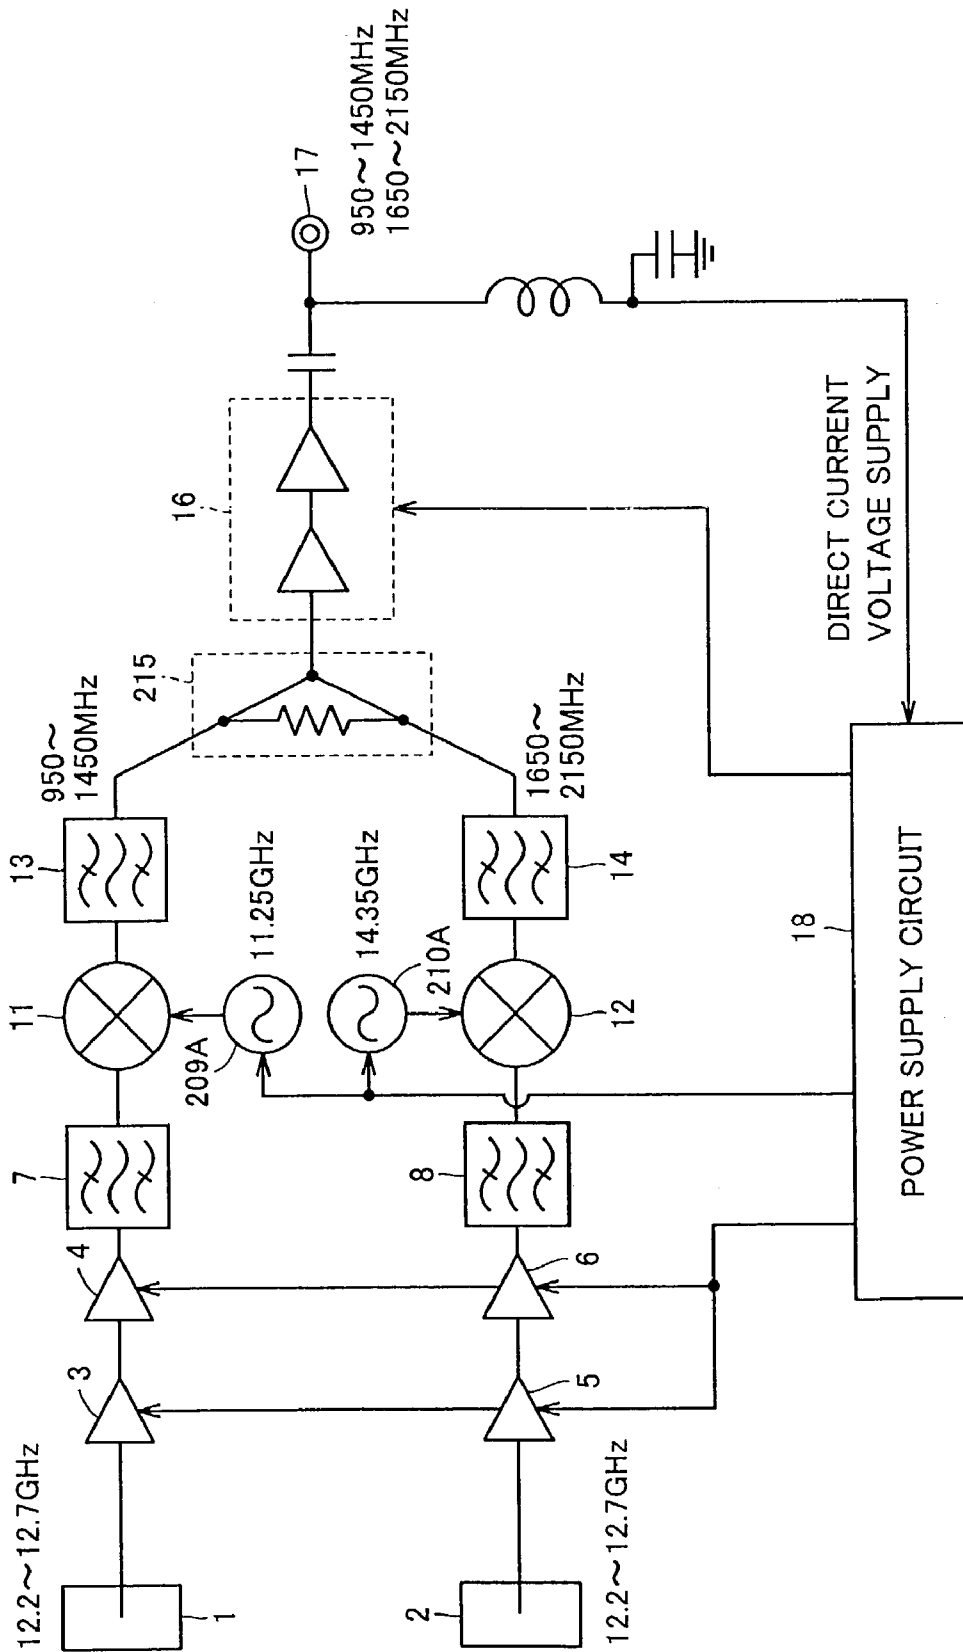 12.2~12.7GHz
1
3
4
7
11
13
950~
1450MHz
209A
11.25GHz
14.35GHz
210A
215
16
17
950~1450MHz
1650~2150MHz
2
12.2~12.7GHz
5
6
8
12
14
1650~
2150MHz
DIRECT CURRENT
VOLTAGE SUPPLY
18
POWER SUPPLY CIRCUIT